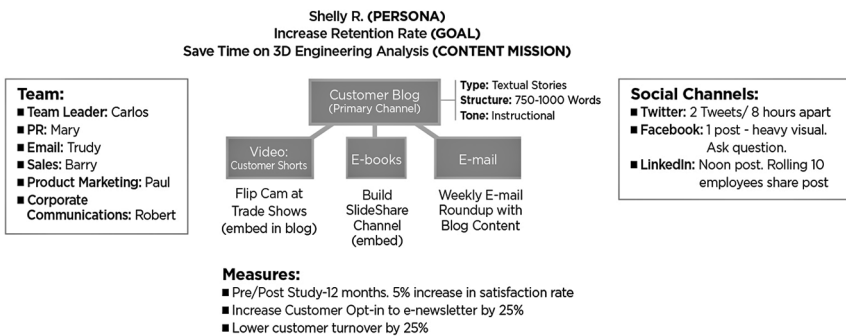 Shelly R. (PERSONA)
Increase Retention Rate (GOAL)
Save Time on 3D Engineering Analysis (CONTENT MISSION)
Team:
■ Team Leader: Carlos
■ PR: Mary
■ Email: Trudy
■ Sales: Barry
■ Product Marketing: Paul
■ Corporate
Communications: Robert
Customer Blog
(Primary Channel)
Type: Textual Stories
Structure: 750-1000 Words
Tone: Instructional
Video:
Customer Shorts
Flip Cam at
Trade Shows
(embed in blog)
E-books
Build
SlideShare
Channel
(embed)
E-mail
Weekly E-mail
Roundup with
Blog Content
Social Channels:
■ Twitter: 2 Tweets/ 8 hours apart
■ Facebook: 1 post - heavy visual.
Ask question.
■ LinkedIn: Noon post. Rolling 10
employees share post
Measures:
■ Pre/Post Study-12 months. 5% increase in satisfaction rate
■ Increase Customer Opt-in to e-newsletter by 25%
■ Lower customer turnover by 25%